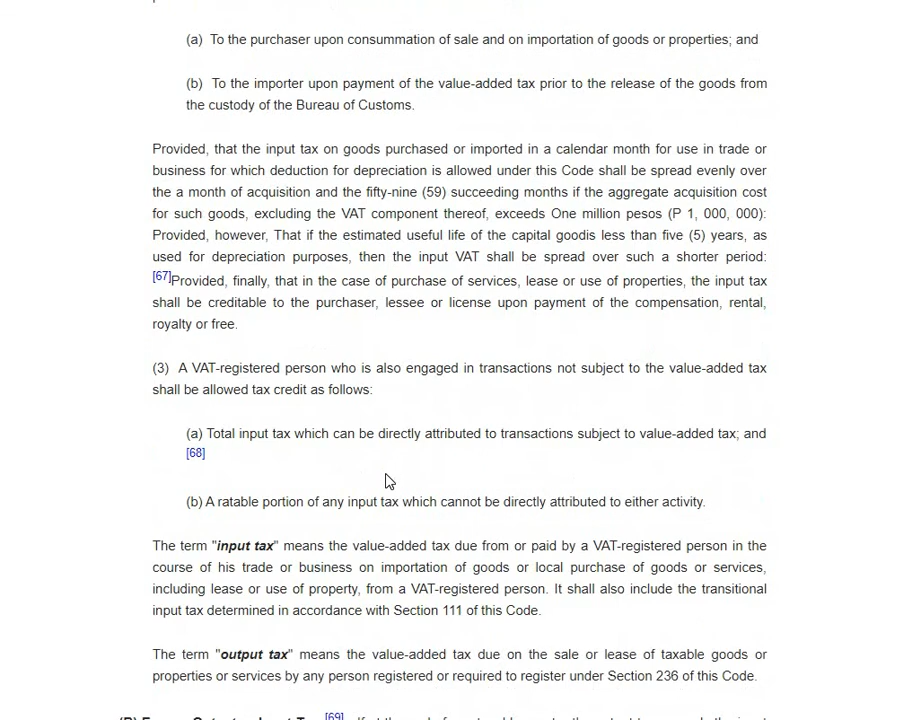 (a) To the purchaser upon consummation of sale and on importation of goods or properties; and
(b) To the importer upon payment of the value-added tax prior to the release of the goods from
the custody of the Bureau of Customs.
Provided, that the input tax on goods purchased or imported in a calendar month for use in trade or
business for which deduction for depreciation is allowed under this Code shall be spread evenly over
the a month of acquisition and the fifty-nine (59) succeeding months if the aggregate acquisition cost
for such goods, excluding the VAT component thereof, exceeds One million pesos (P 1, 000, 000):
Provided, however, That if the estimated useful life of the capital goodis less than five (5) years, as
used for depreciation purposes, then the input VAT shall be spread over such a shorter period:
[67]Provided, finally, that in the case of purchase of services, lease or use of properties, the input tax
shall be creditable to the purchaser, lessee or license upon payment of the compensation, rental,
royalty or free.
(3) A VAT-registered person who is also engaged in transactions not subject to the value-added tax
shall be allowed tax credit as follows:
(a) Total input tax which can be directly attributed to transactions subject to value-added tax; and
[68]
(b) A ratable portion of any input tax which cannot be directly attributed to either activity.
The term "input tax" means the value-added tax due from or paid by a VAT-registered person in the
course of his trade or business on importation of goods or local purchase of goods or services,
including lease or use of property, from a VAT-registered person. It shall also include the transitional
input tax determined in accordance with Section 111 of this Code.
The term "output tax" means the value-added tax due on the sale or lease of taxable goods or
properties or services by any person registered or required to register under Section 236 of this Code.
[69]